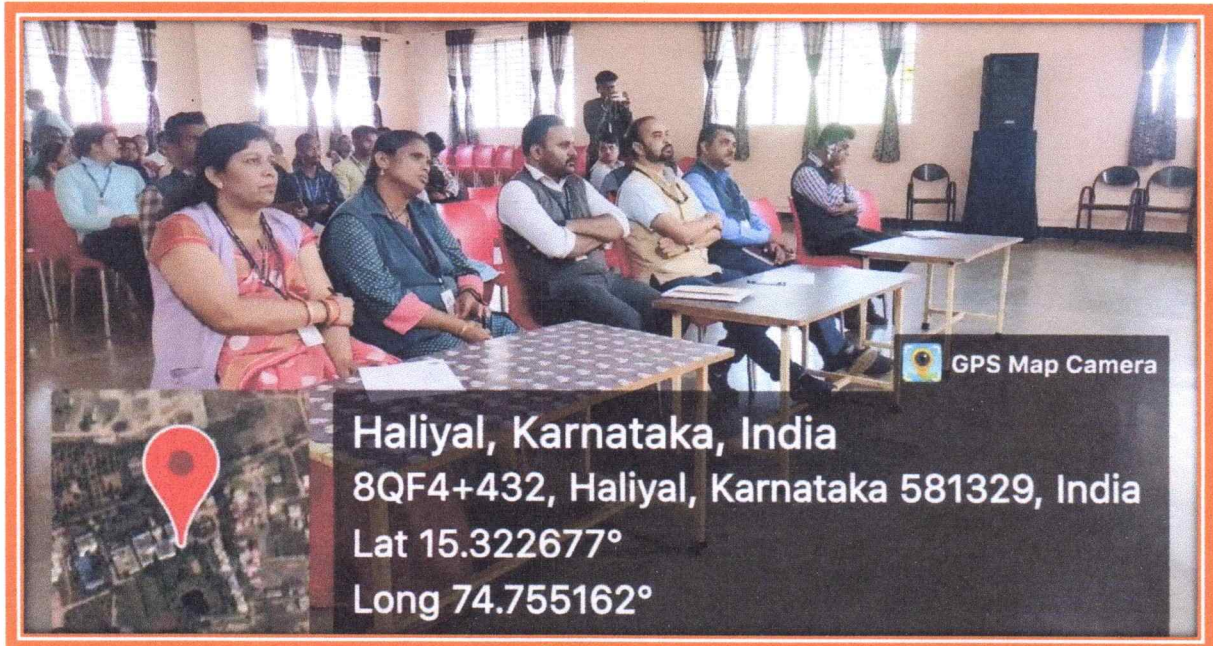 GPS Map Camera
Haliyal, Karnataka, India
8QF4+432, Haliyal, Karnataka 581329, India
Lat 15.322677°
Long 74.755162°